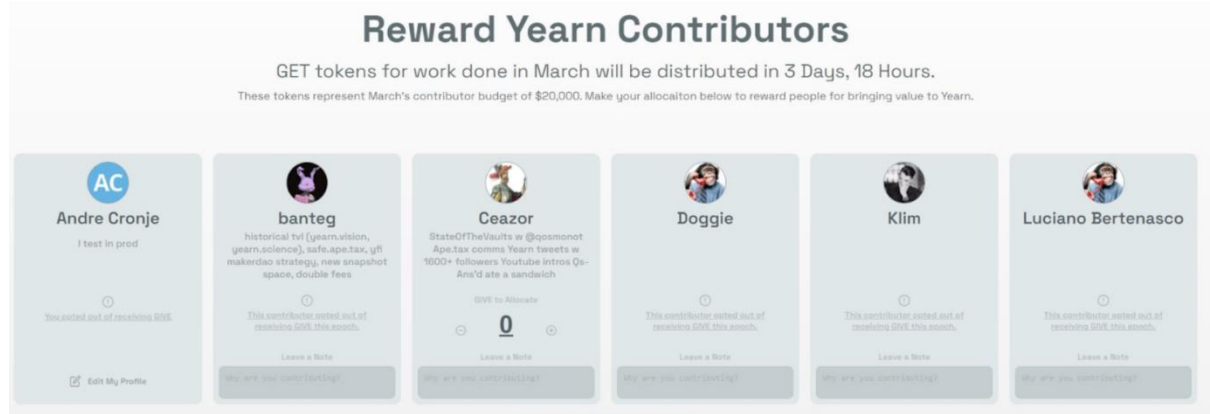 Reward Yearn Contributors
GET tokens for work done in March will be distributed in 3 Days, 18 Hours.
These tokens represent March's contributor budget of $20,000. Make your allocaiton below to reward people for bringing value to Yearn.
AC
Andre Cronje
I test in prod
You opted out of receiving GIVE
Edit My Profile
banteg
historical tvl (yearn.vision,
yearn.science), safe.ape.tax, yfi
makerdao strategy, new snapshot
space, double fees
This contributor opted out of
receiving GIVE this epoch.
Leave a Note
Why are you contributing?
Ceazor
StateOfTheVaults w @qosmonot
Ape.tax comms Yearn tweets w
1600+ followers Youtube intros Qs-
Ans'd ate a sandwich
GIVE to Allocate
0
Leave a Note
Why are you contributing?
Doggie
This contributor opted out of
receiving GIVE this epoch.
Leave a Note
Why are you contributing?
Klim
This contributor opted out of
receiving GIVE this epoch.
Leave a Note
Why are you contributing?
Luciano Bertenasco
This contributor opted out of
receiving GIVE this epoch.
Leave a Note
Why are you contributing?